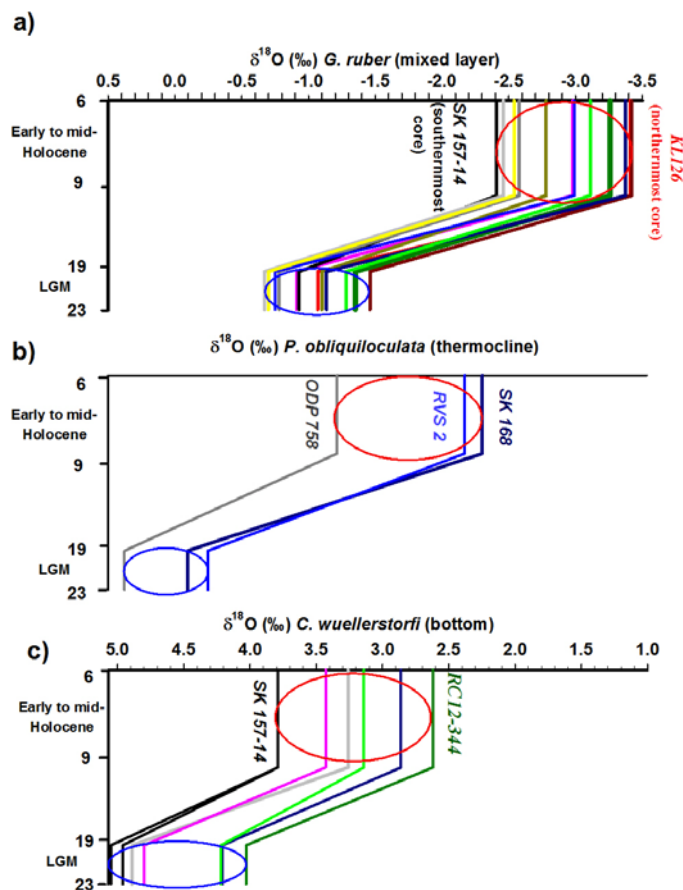 a)
δ18O (‰) G. ruber (mixed layer)
0.5 0.0 -0.5 -1.0 -1.5 -2.0 -2.5 -3.0 -3.5
6
Early to mid-
Holocene
9
19
LGM
23
SK 157-14
(southernmost
core)
KL126
(northernmost core)
b)
δ18O (‰) P. obliquiloculata (thermocline)
6
Early to mid-
Holocene
9
19
LGM
23
ODP 758
RVS 2
SK 168
c)
δ18O (‰) C. wuellerstorfi (bottom)
5.0 4.5 4.0 3.5 3.0 2.5 2.0 1.5 1.0
6
Early to mid-
Holocene
9
19
LGM
23
SK 157-14
RC12-344